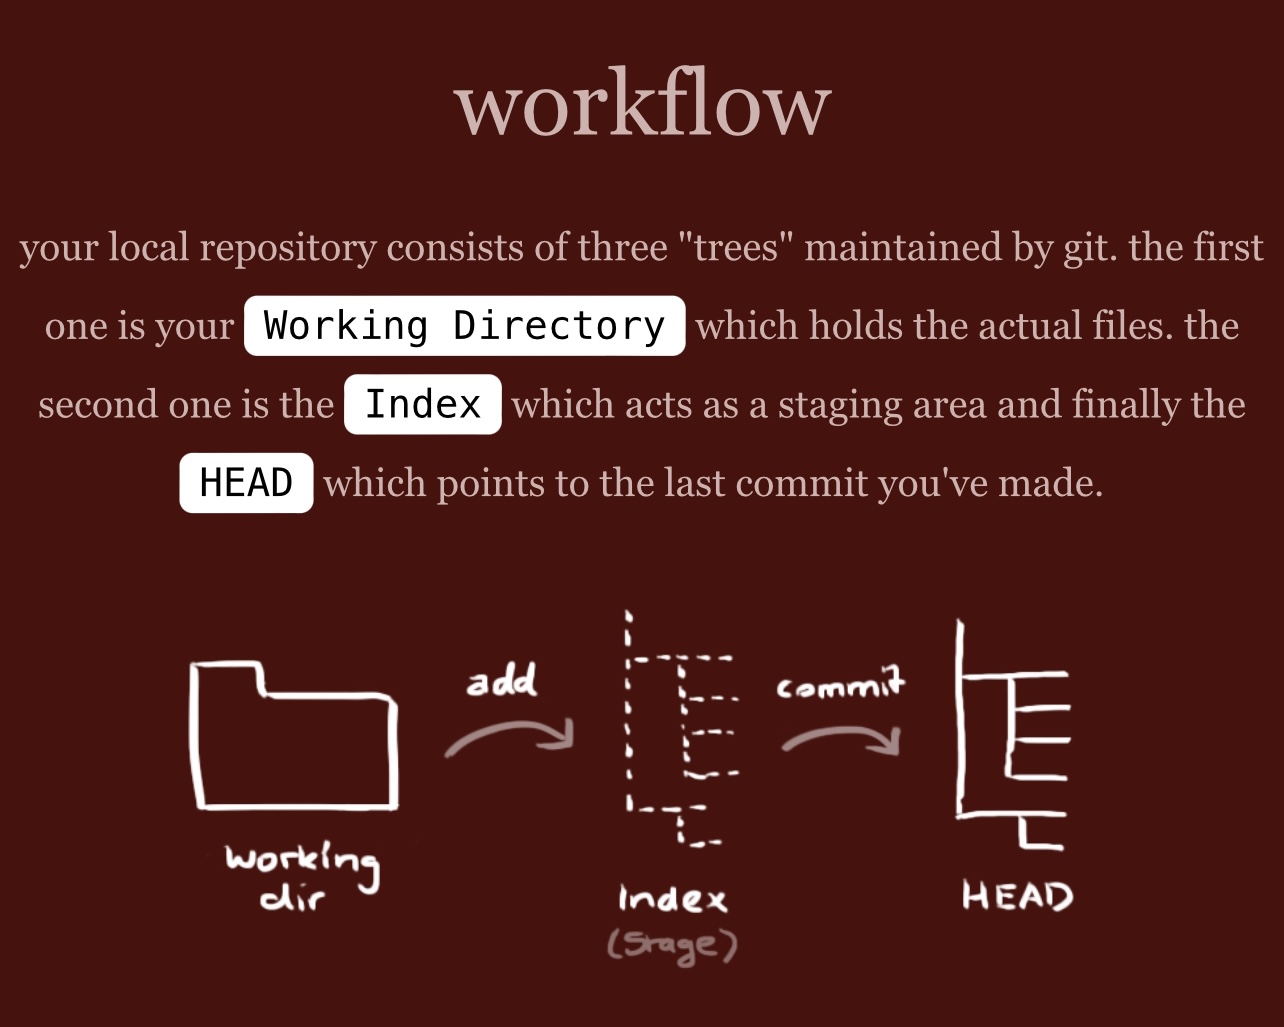 workflow
your local repository consists of three "trees" maintained by git. the first
one is your Working Directory which holds the actual files. the
second one is the Index which acts as a staging area and finally the
HEAD which points to the last commit you've made.
add
commit
working
dir
Index
(Stage)
HEAD